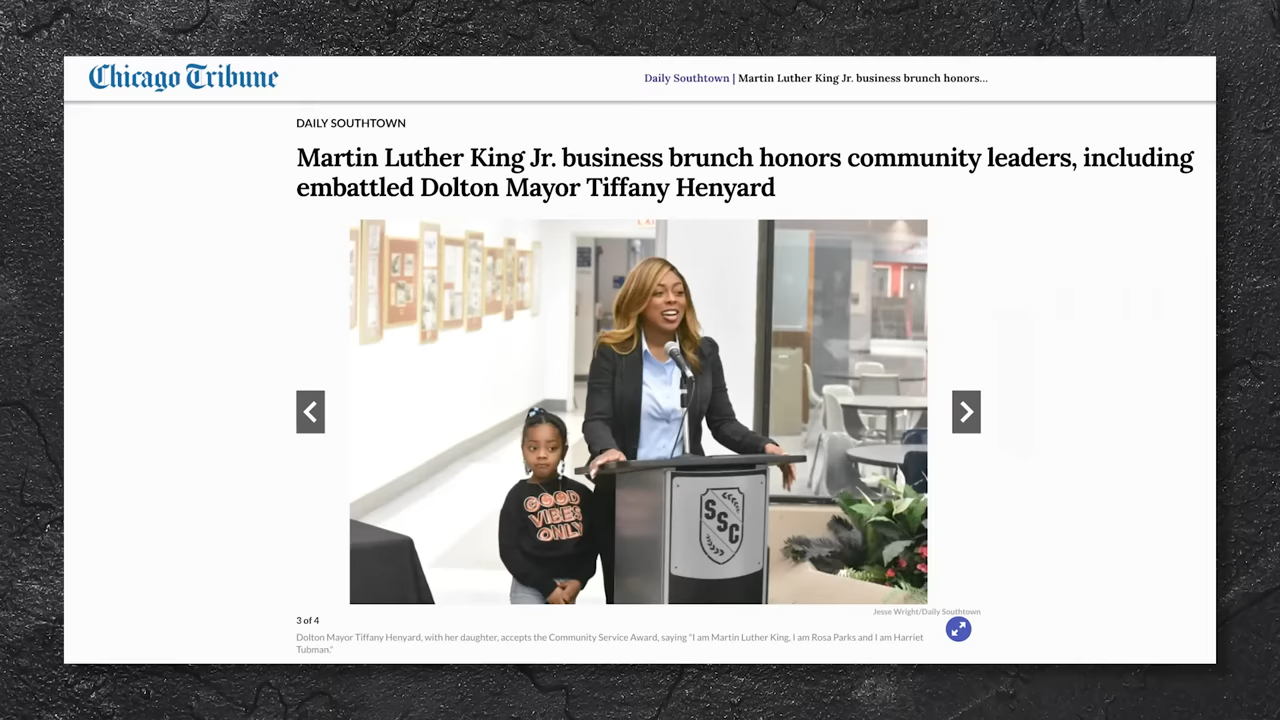 Chicago Tribune
Daily Southtown | Martin Luther King Jr. business brunch honors...
DAILY SOUTHTOWN
Martin Luther King Jr. business brunch honors community leaders, including
embattled Dolton Mayor Tiffany Henyard
GOOD
VIBES
ONLY
SSC
Jesse Wright/Daily Southtown
3 of 4
Dolton Mayor Tiffany Henyard, with her daughter, accepts the Community Service Award, saying "I am Martin Luther King, I am Rosa Parks and I am Harriet
Tubman."